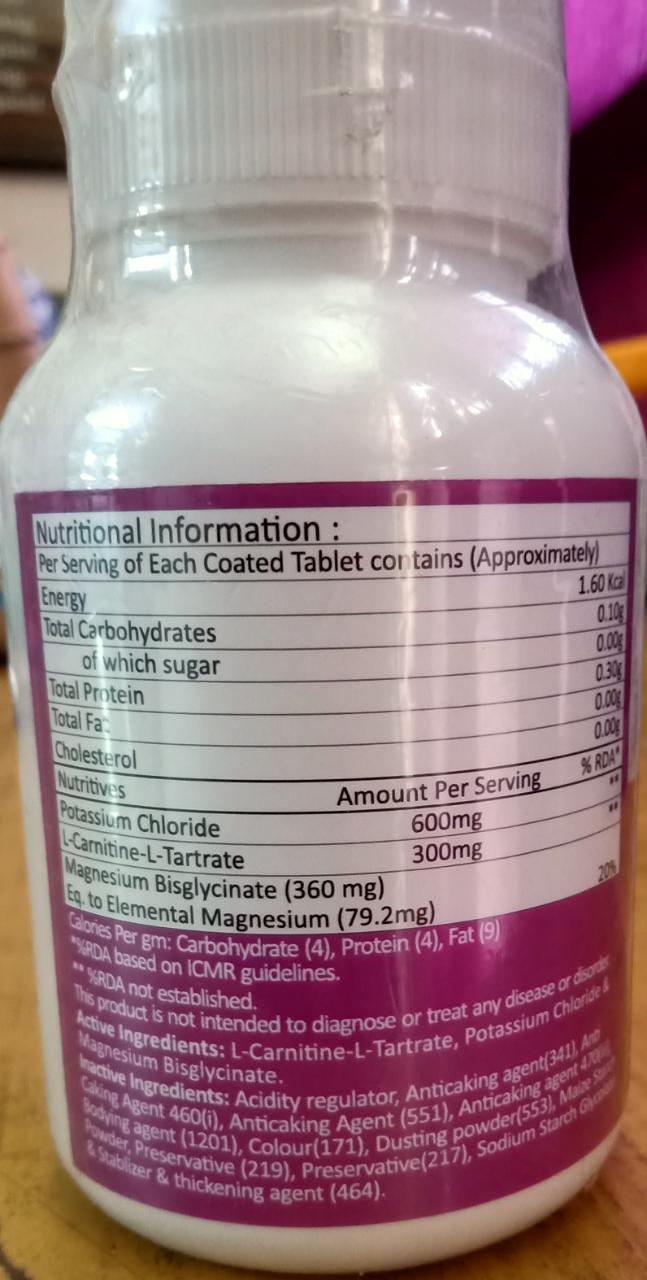 Nutritional Information :
Per Serving of Each Coated Tablet contains (Approximately)
Energy 1.60 Kcal
Total Carbohydrates 0.10g
of which sugar 0.00g
Total Protein 0.30g
Total Fat 0.00g
Cholesterol 0.00g
Nutritives Amount Per Serving % RDA*
Potassium Chloride 600mg **
L-Carnitine-L-Tartrate 300mg **
Magnesium Bisglycinate (360 mg)
Eq. to Elemental Magnesium (79.2mg) 20%
Calories Per gm: Carbohydrate (4), Protein (4), Fat (9)
*%RDA based on ICMR guidelines.
** %RDA not established.
This product is not intended to diagnose or treat any disease or disorder
Active Ingredients: L-Carnitine-L-Tartrate, Potassium Chloride &
Magnesium Bisglycinate.
Inactive Ingredients: Acidity regulator, Anticaking agent(341), Anti
Caking Agent 460(i), Anticaking Agent (551), Anticaking agent
Bodying agent (1201), Colour(171), Dusting powder(553), Maize Starch
Powder, Preservative (219), Preservative(217), Sodium Starch Glycolate
& Stablizer & thickening agent (464).